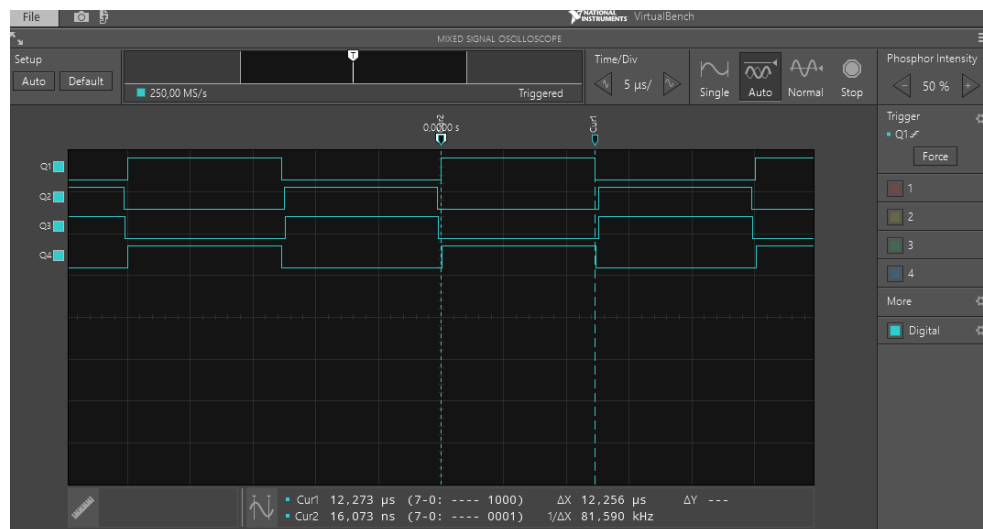 File
NATIONAL INSTRUMENTS VirtualBench
MIXED SIGNAL OSCILLOSCOPE
Setup
Auto Default
T
250,00 MS/s Triggered
Time/Div
5 µs/
Single Auto Normal Stop
Phosphor Intensity
50 %
Trigger
Q1
Force
0,0000 s
Cur2
Cur1
Q1
Q2
Q3
Q4
1
2
3
4
More
Digital
Cur1 12,273 µs (7-0: ---- 1000) ΔX 12,256 µs ΔY ---
Cur2 16,073 ns (7-0: ---- 0001) 1/ΔX 81,590 kHz